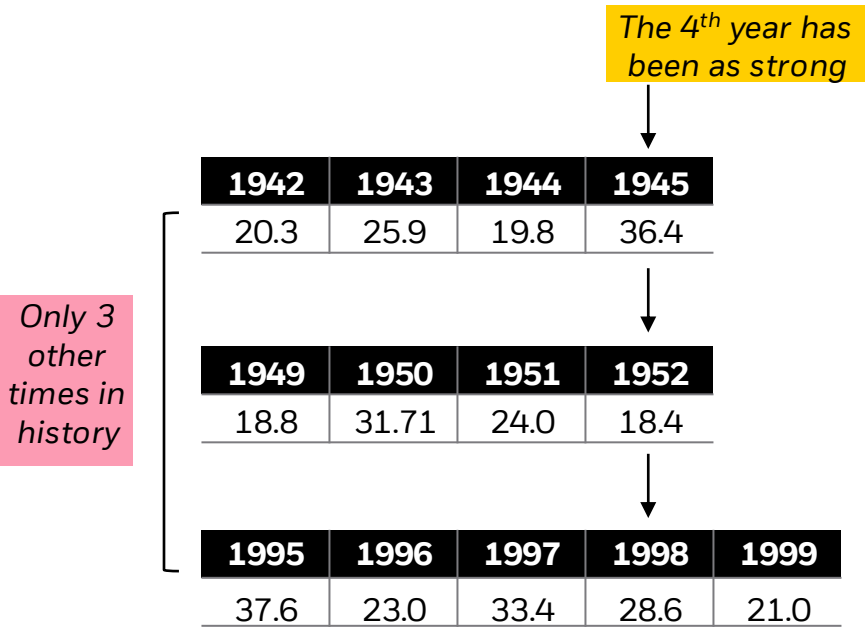 The 4th year has
been as strong
1942 1943 1944 1945
20.3 25.9 19.8 36.4
Only 3
other
times in
history
1949 1950 1951 1952
18.8 31.71 24.0 18.4
1995 1996 1997 1998 1999
37.6 23.0 33.4 28.6 21.0